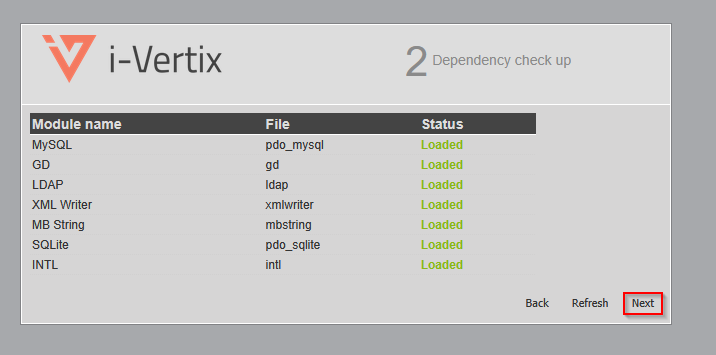 i-Vertix
2 Dependency check up
Module name File Status
MySQL pdo_mysql Loaded
GD gd Loaded
LDAP ldap Loaded
XML Writer xmlwriter Loaded
MB String mbstring Loaded
SQLite pdo_sqlite Loaded
INTL intl Loaded
Back Refresh Next